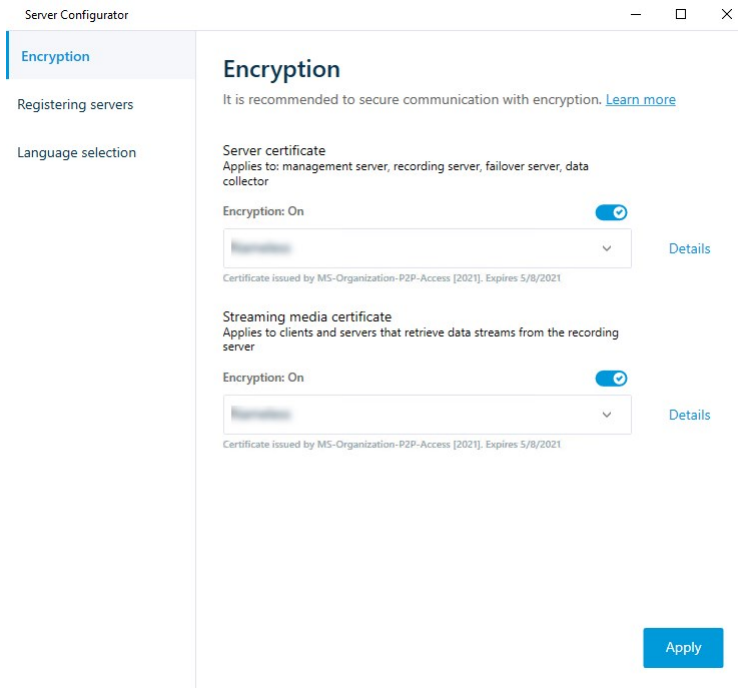 Server Configurator
Encryption
Registering servers
Language selection
Encryption
It is recommended to secure communication with encryption. Learn more
Server certificate
Applies to: management server, recording server, failover server, data
collector
Encryption: On
Details
Certificate issued by MS-Organization-P2P-Access [2021]. Expires 5/8/2021
Streaming media certificate
Applies to clients and servers that retrieve data streams from the recording
server
Encryption: On
Details
Certificate issued by MS-Organization-P2P-Access [2021]. Expires 5/8/2021
Apply